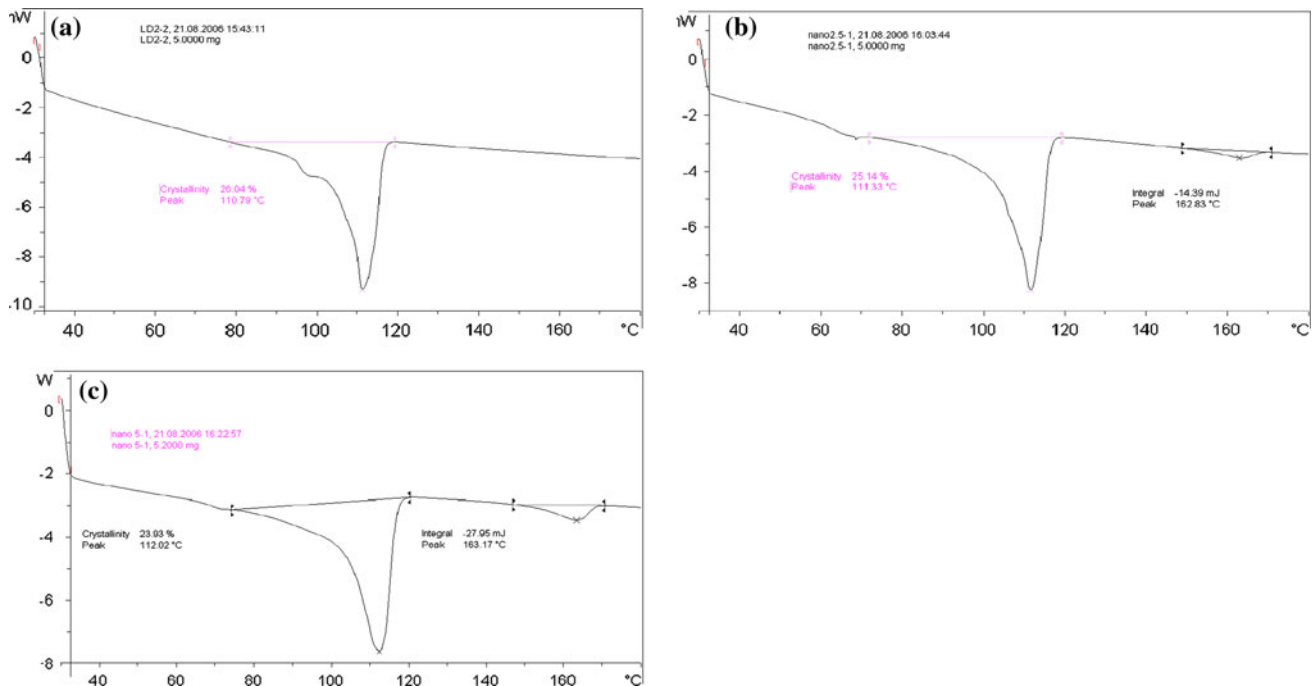 (a)
nW
LD2-2, 21.08.2006 15:43:11
LD2-2, 5.0000 mg
0
-2
-4
-6
-8
-10
Crystallinity 26.04 %
Peak 110.79 °C
40 60 80 100 120 140 160 °C
(b)
nW
nano2.5-1, 21.08.2006 16:03:44
nano2.5-1, 5.0000 mg
0
-2
-4
-6
-8
Crystallinity 25.14 %
Peak 111.33 °C
Integral -14.39 mJ
Peak 162.83 °C
40 60 80 100 120 140 160 °C
(c)
W
nano 5-1, 21.08.2006 16:22:57
nano 5-1, 5.2000 mg
0
-2
-4
-6
-8
Crystallinity 23.93 %
Peak 112.02 °C
Integral -27.95 mJ
Peak 163.17 °C
40 60 80 100 120 140 160 °C